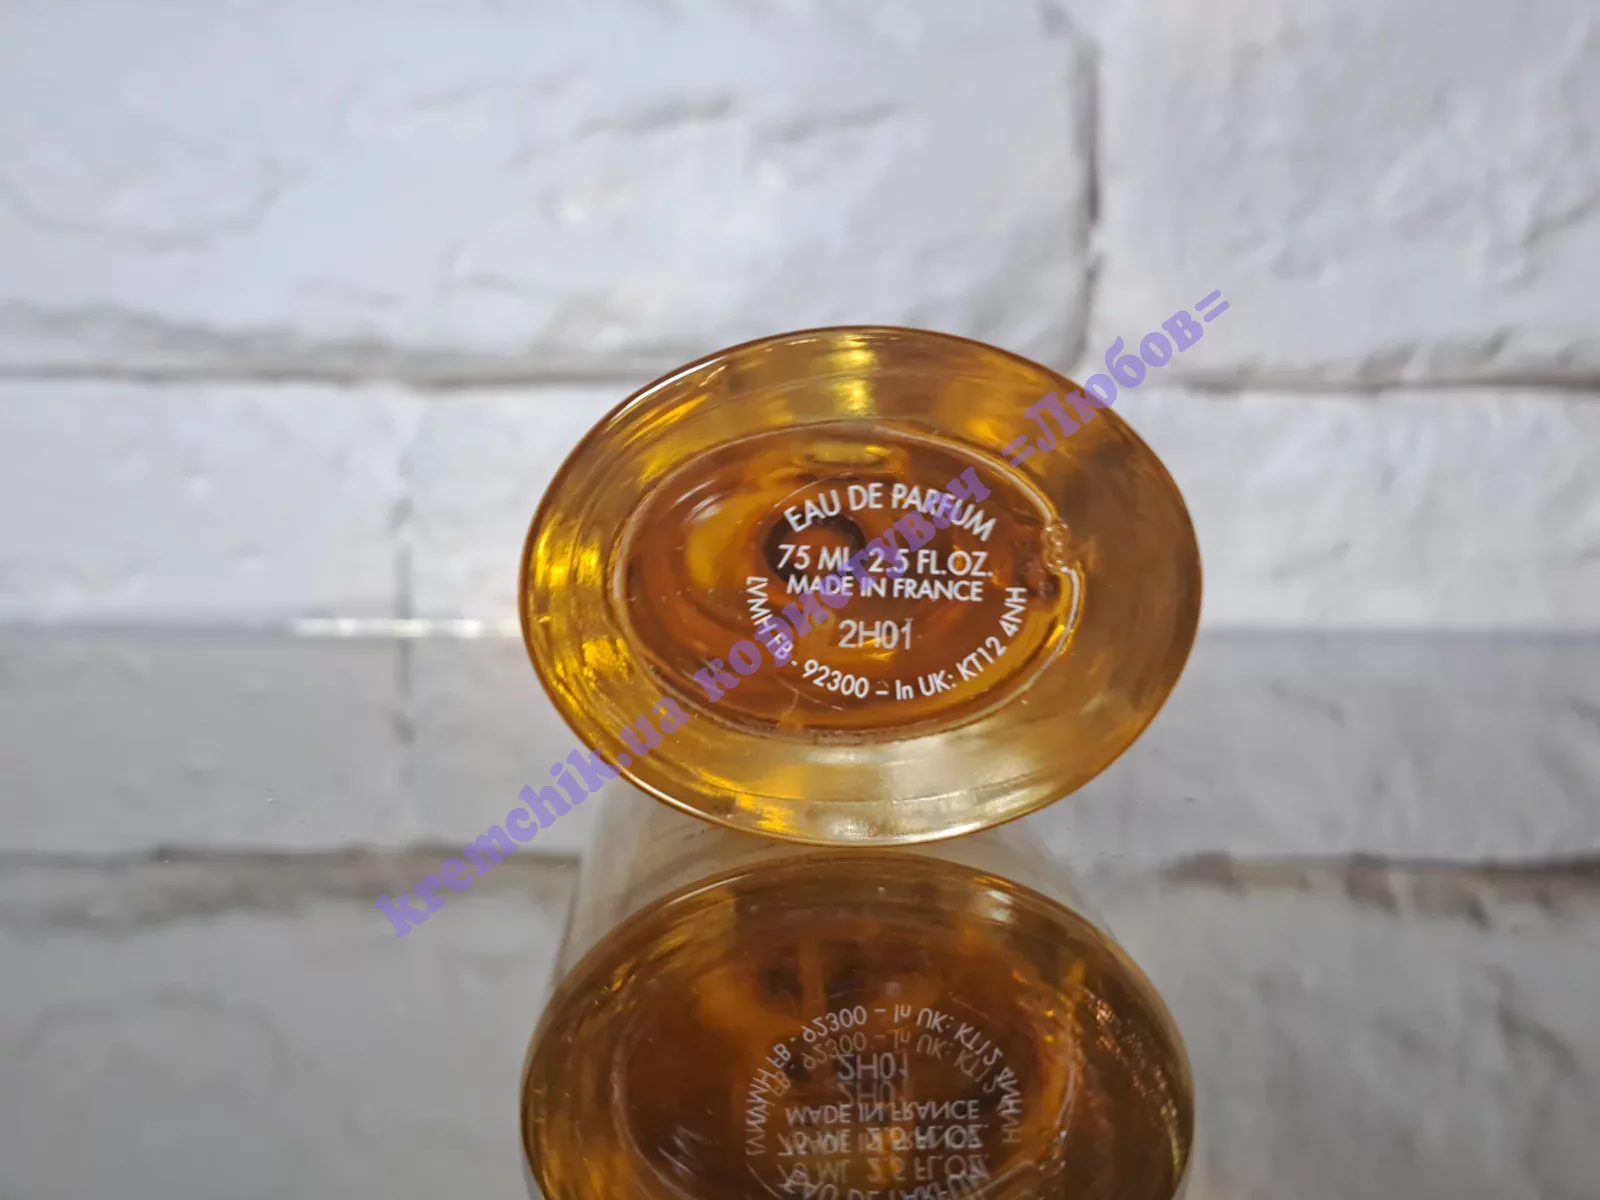 EAU DE PARFUM
75 ML 2.5 FL.OZ.
MADE IN FRANCE
2H01
LVMH FB - 92300 – In UK: KT12 4NH
kremchik.ua користувач =Любов=